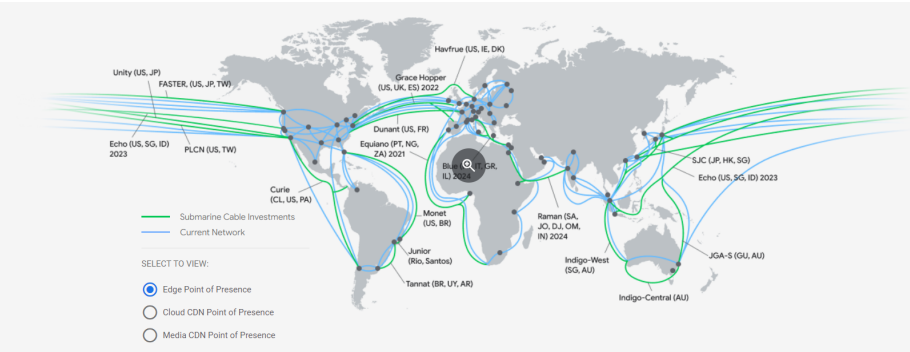 Havfrue (US, IE, DK)
Unity (US, JP)
FASTER, (US, JP, TW)
Grace Hopper
(US, UK, ES) 2022
Dunant (US, FR)
Equiano (PT, NG,
ZA) 2021
Echo (US, SG, ID)
2023
PLCN (US, TW)
Blue GR,
IL) 2024
SJC (JP, HK, SG)
Echo (US, SG, ID) 2023
Curie
(CL, US, PA)
Monet
(US, BR)
Raman (SA,
JO, DJ, OM,
IN) 2024
Junior
(Rio, Santos)
Tannat (BR, UY, AR)
Indigo-West
(SG, AU)
JGA-S (GU, AU)
Indigo-Central (AU)
Submarine Cable Investments
Current Network
SELECT TO VIEW:
Edge Point of Presence
Cloud CDN Point of Presence
Media CDN Point of Presence